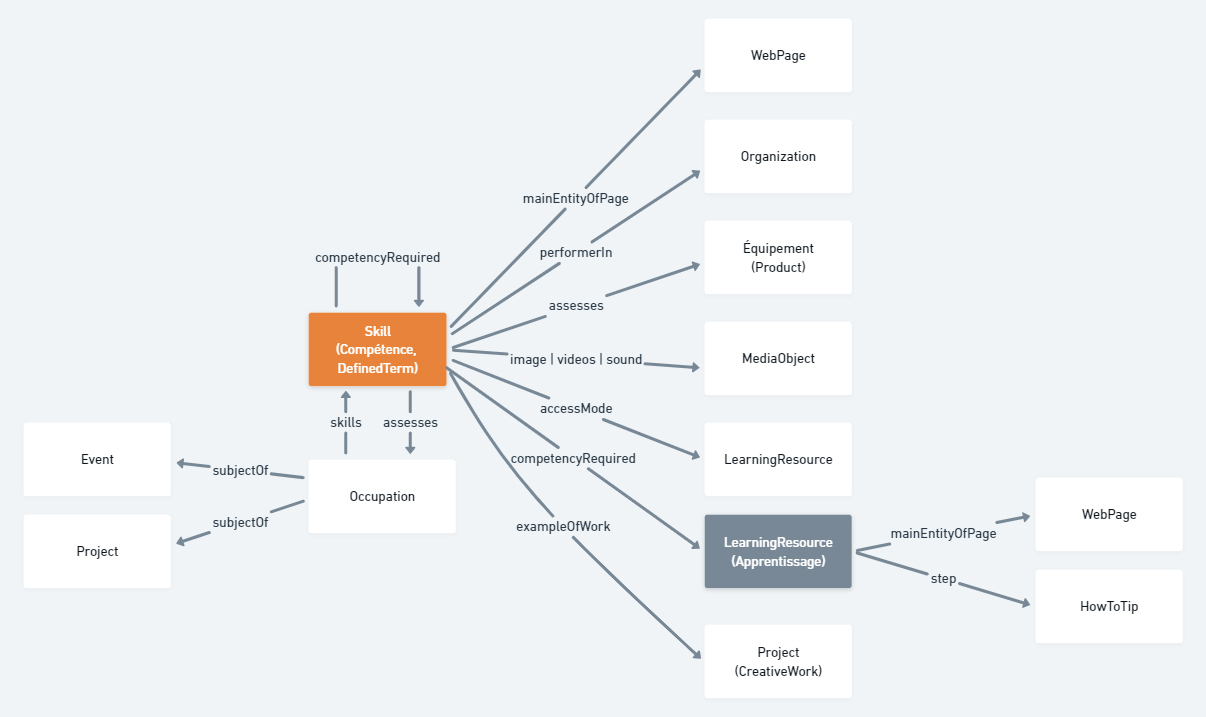 WebPage
Organization
mainEntityOfPage
performerIn
competencyRequired
Équipement
(Product)
assesses
Skill
(Compétence,
DefinedTerm)
image | videos | sound
MediaObject
accessMode
skills
assesses
competencyRequired
LearningResource
Event
subjectOf
Occupation
subjectOf
Project
exampleOfWork
LearningResource
(Apprentissage)
mainEntityOfPage
WebPage
step
HowToTip
Project
(CreativeWork)